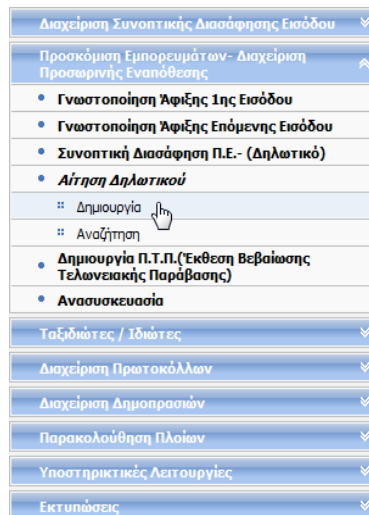 Διαχείριση Συνοπτικής Διασάφησης Εισόδου
Προσκόμιση Εμπορευμάτων- Διαχείριση
Προσωρινής Εναπόθεσης
Γνωστοποίηση Άφιξης 1ης Εισόδου
Γνωστοποίηση Άφιξης Επόμενης Εισόδου
Συνοπτική Διασάφηση Π.Ε.- (Δηλωτικό)
Αίτηση Δηλωτικού
Δημιουργία
Αναζήτηση
Δημιουργία Π.Τ.Π.(Έκθεση Βεβαίωσης
Τελωνειακής Παράβασης)
Ανασυσκευασία
Ταξιδιώτες / Ιδιώτες
Διαχείριση Πρωτοκόλλων
Διαχείριση Δημοπρασιών
Παρακολούθηση Πλοίων
Υποστηρικτικές Λειτουργίες
Εκτυπώσεις